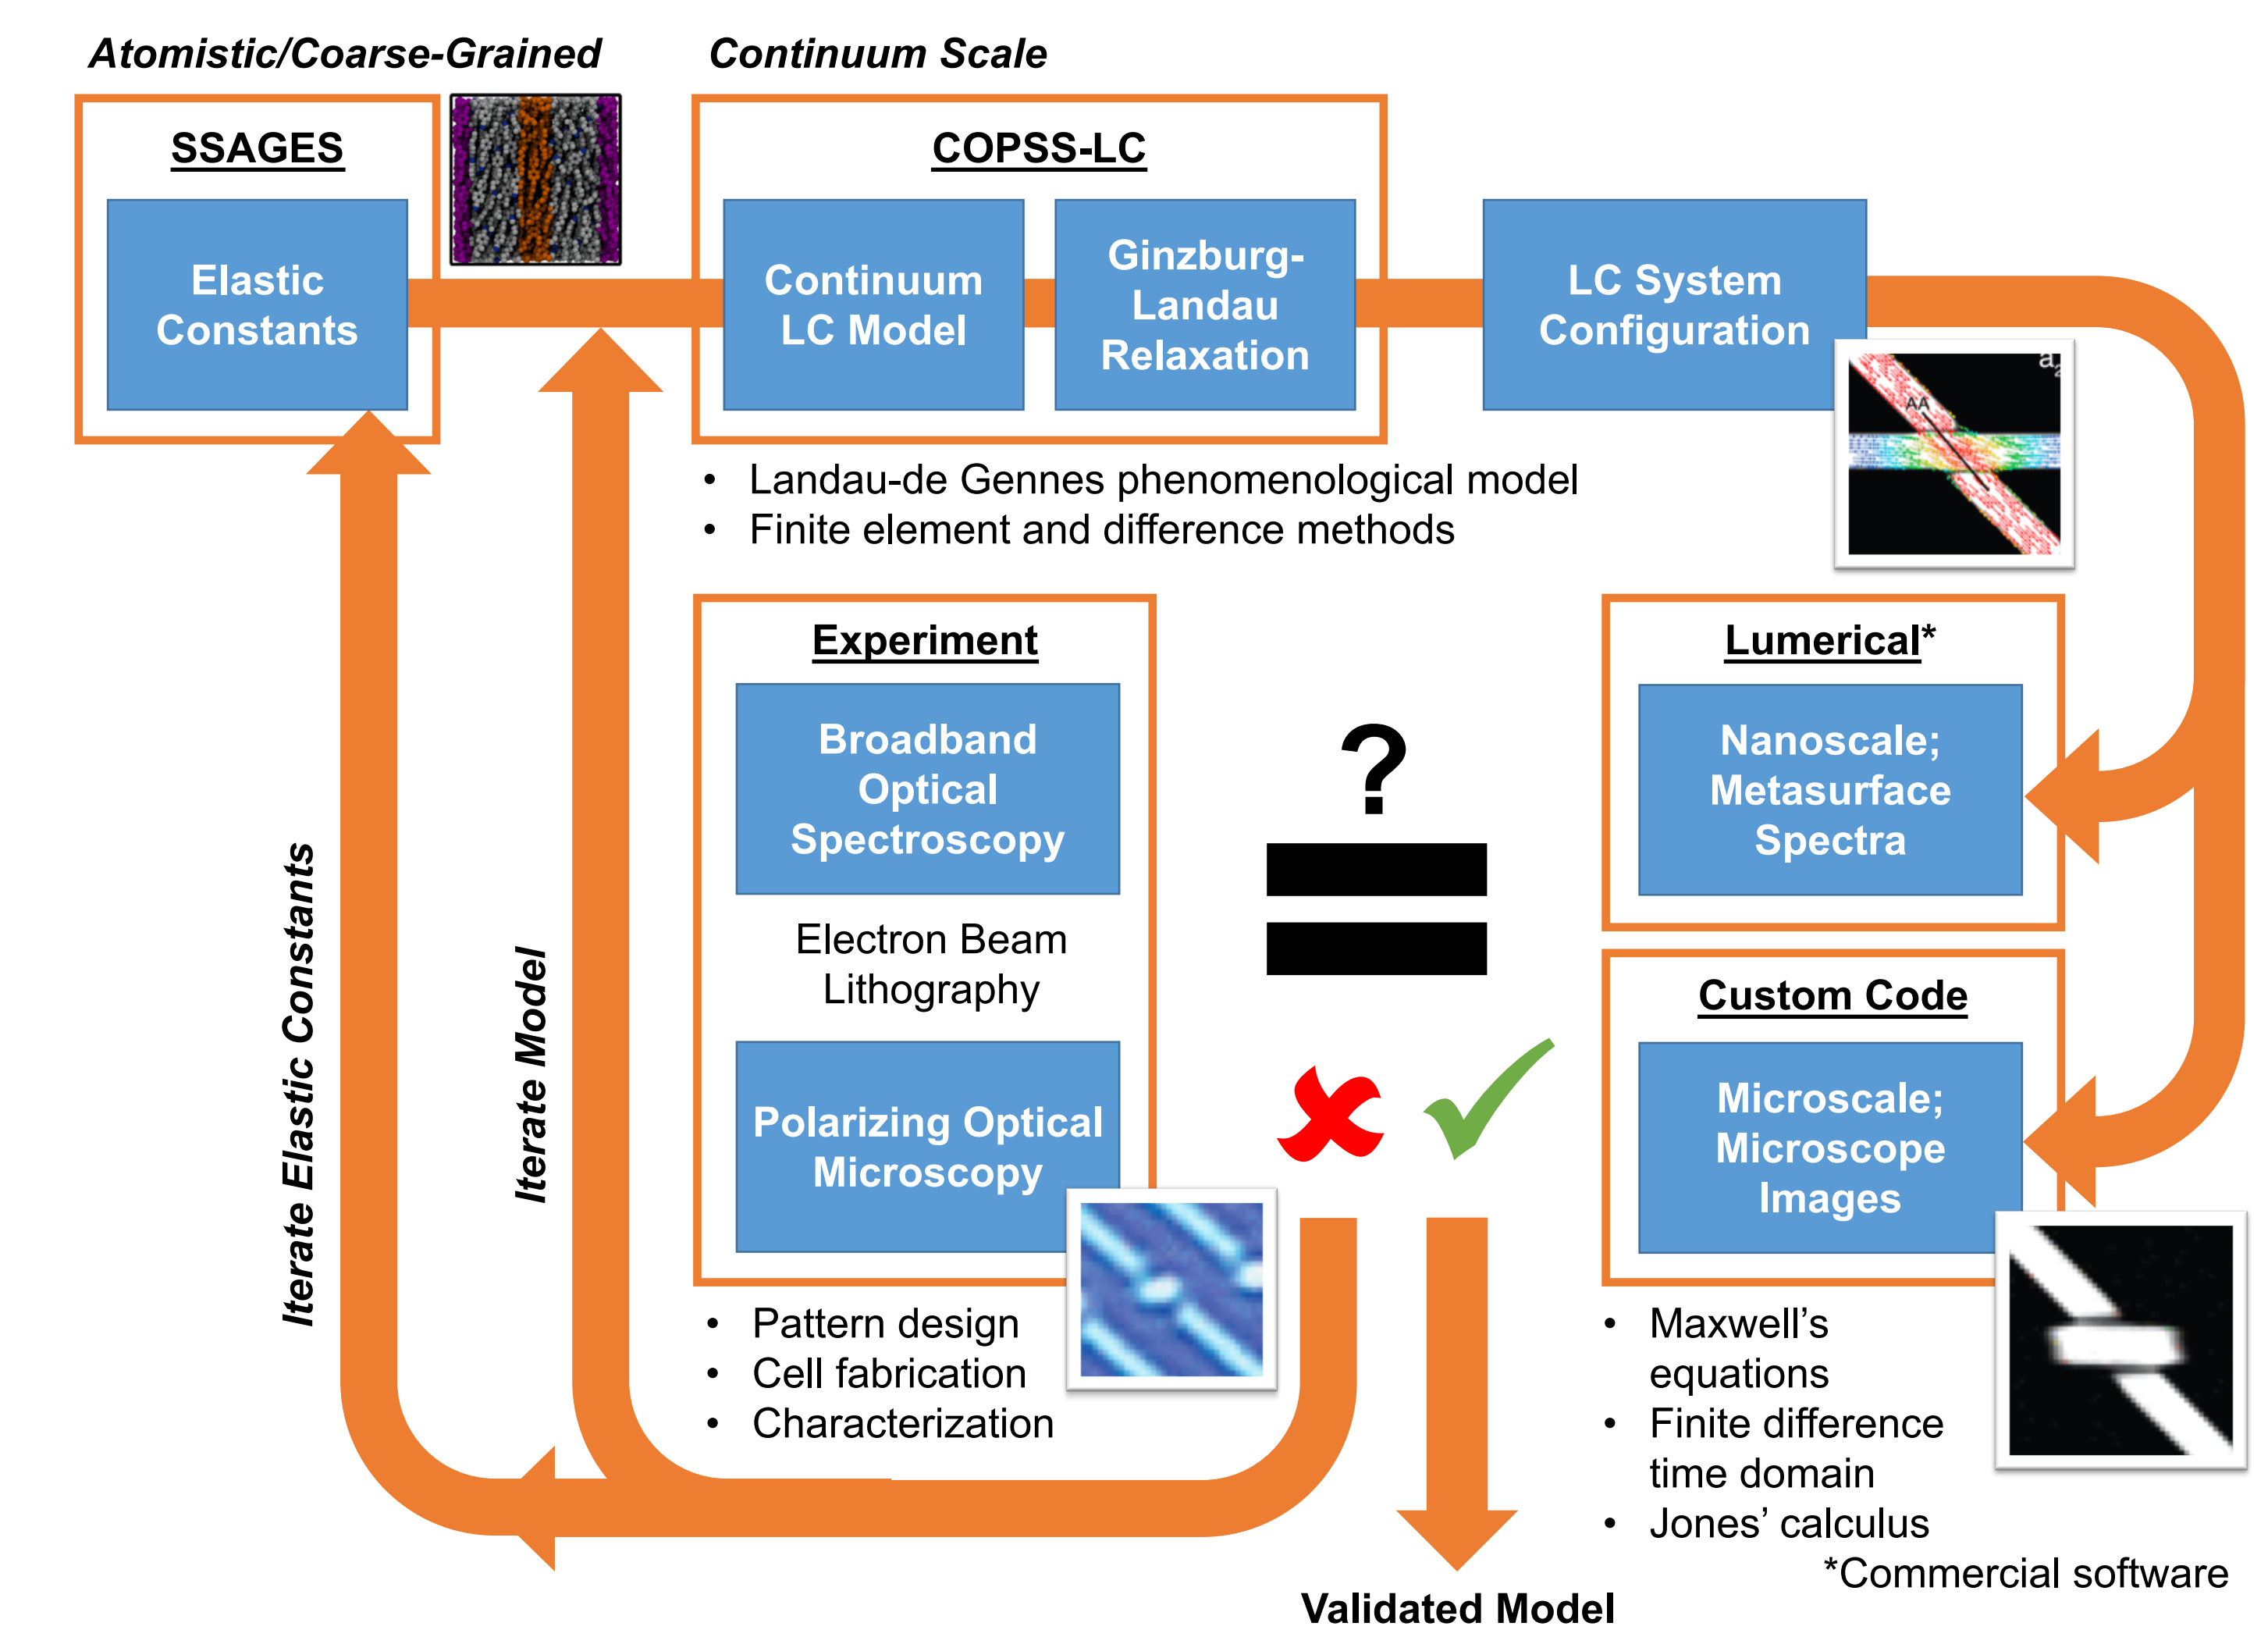 Atomistic/Coarse-Grained
Continuum Scale
SSAGES
Elastic
Constants
COPSS-LC
Continuum
LC Model
Ginzburg-
Landau
Relaxation
LC System
Configuration
a2
AA
• Landau-de Gennes phenomenological model
• Finite element and difference methods
Experiment
Broadband
Optical
Spectroscopy
Electron Beam
Lithography
Polarizing Optical
Microscopy
• Pattern design
• Cell fabrication
• Characterization
?
Lumerical*
Nanoscale;
Metasurface
Spectra
Custom Code
Microscale;
Microscope
Images
• Maxwell’s
equations
• Finite difference
time domain
• Jones’ calculus
*Commercial software
Iterate Elastic Constants
Iterate Model
Validated Model